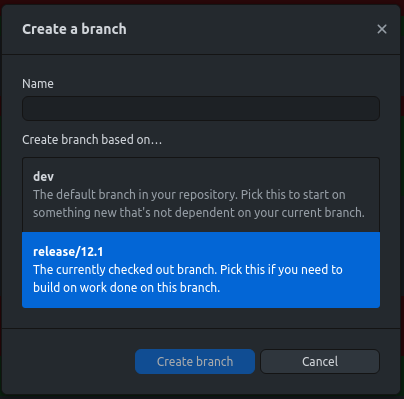 Create a branch
Name
Create branch based on…
dev
The default branch in your repository. Pick this to start on
something new that's not dependent on your current branch.
release/12.1
The currently checked out branch. Pick this if you need to
build on work done on this branch.
Create branch
Cancel